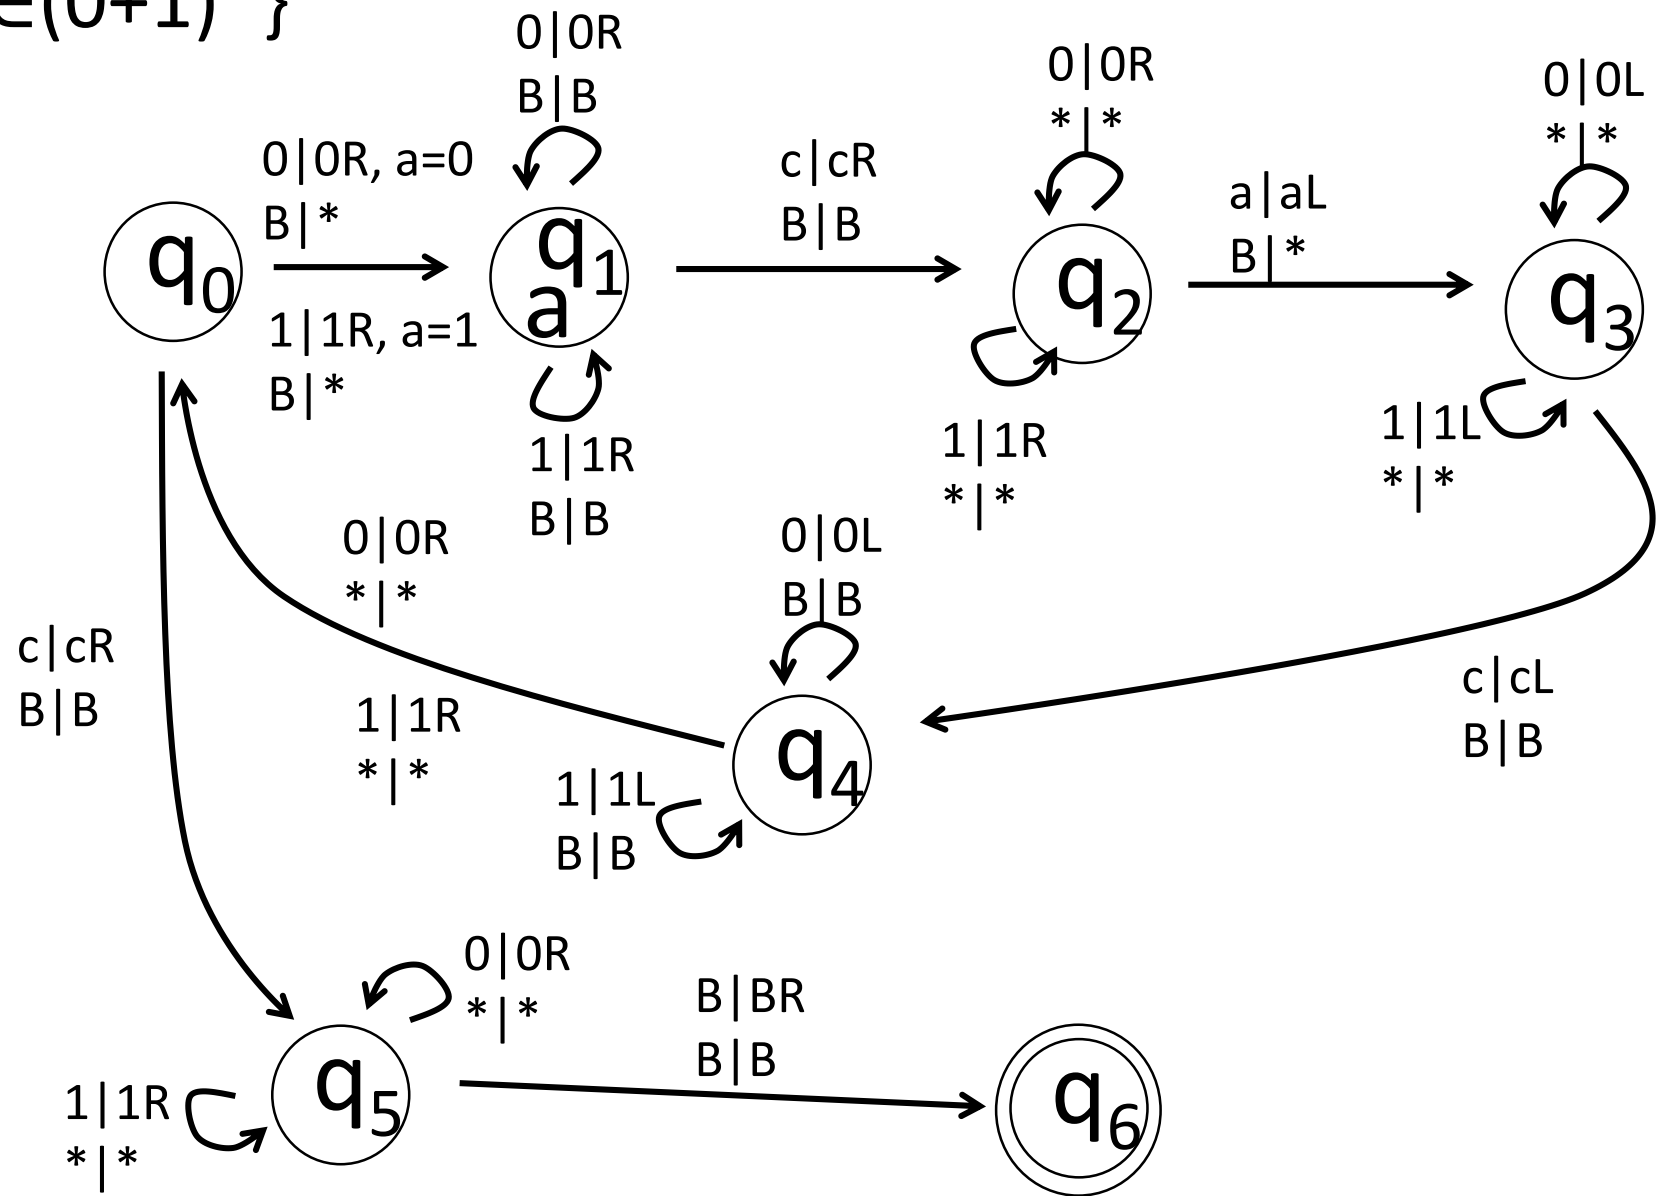 ∈(0+1) }
0|0R
B|B
0|0R
*|*
0|0L
*|*
0|0R, a=0
B|*
c|cR
B|B
a|aL
B|*
q0
q1
a
q2
q3
1|1R, a=1
B|*
1|1R
B|B
1|1R
*|*
1|1L
*|*
0|0R
*|*
0|0L
B|B
c|cR
B|B
1|1R
*|*
c|cL
B|B
q4
1|1L
B|B
0|0R
*|*
B|BR
B|B
q5
q6
1|1R
*|*